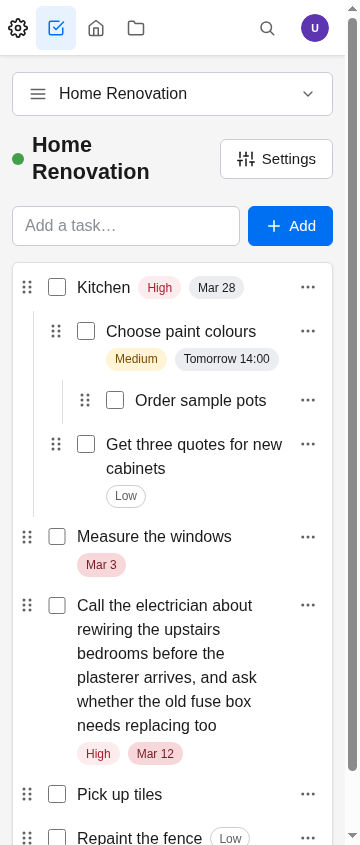 U
Home Renovation
Home
Renovation
Settings
Add a task…
Add
Kitchen High Mar 28
Choose paint colours
Medium Tomorrow 14:00
Order sample pots
Get three quotes for new
cabinets
Low
Measure the windows
Mar 3
Call the electrician about
rewiring the upstairs
bedrooms before the
plasterer arrives, and ask
whether the old fuse box
needs replacing too
High Mar 12
Pick up tiles
Repaint the fence Low